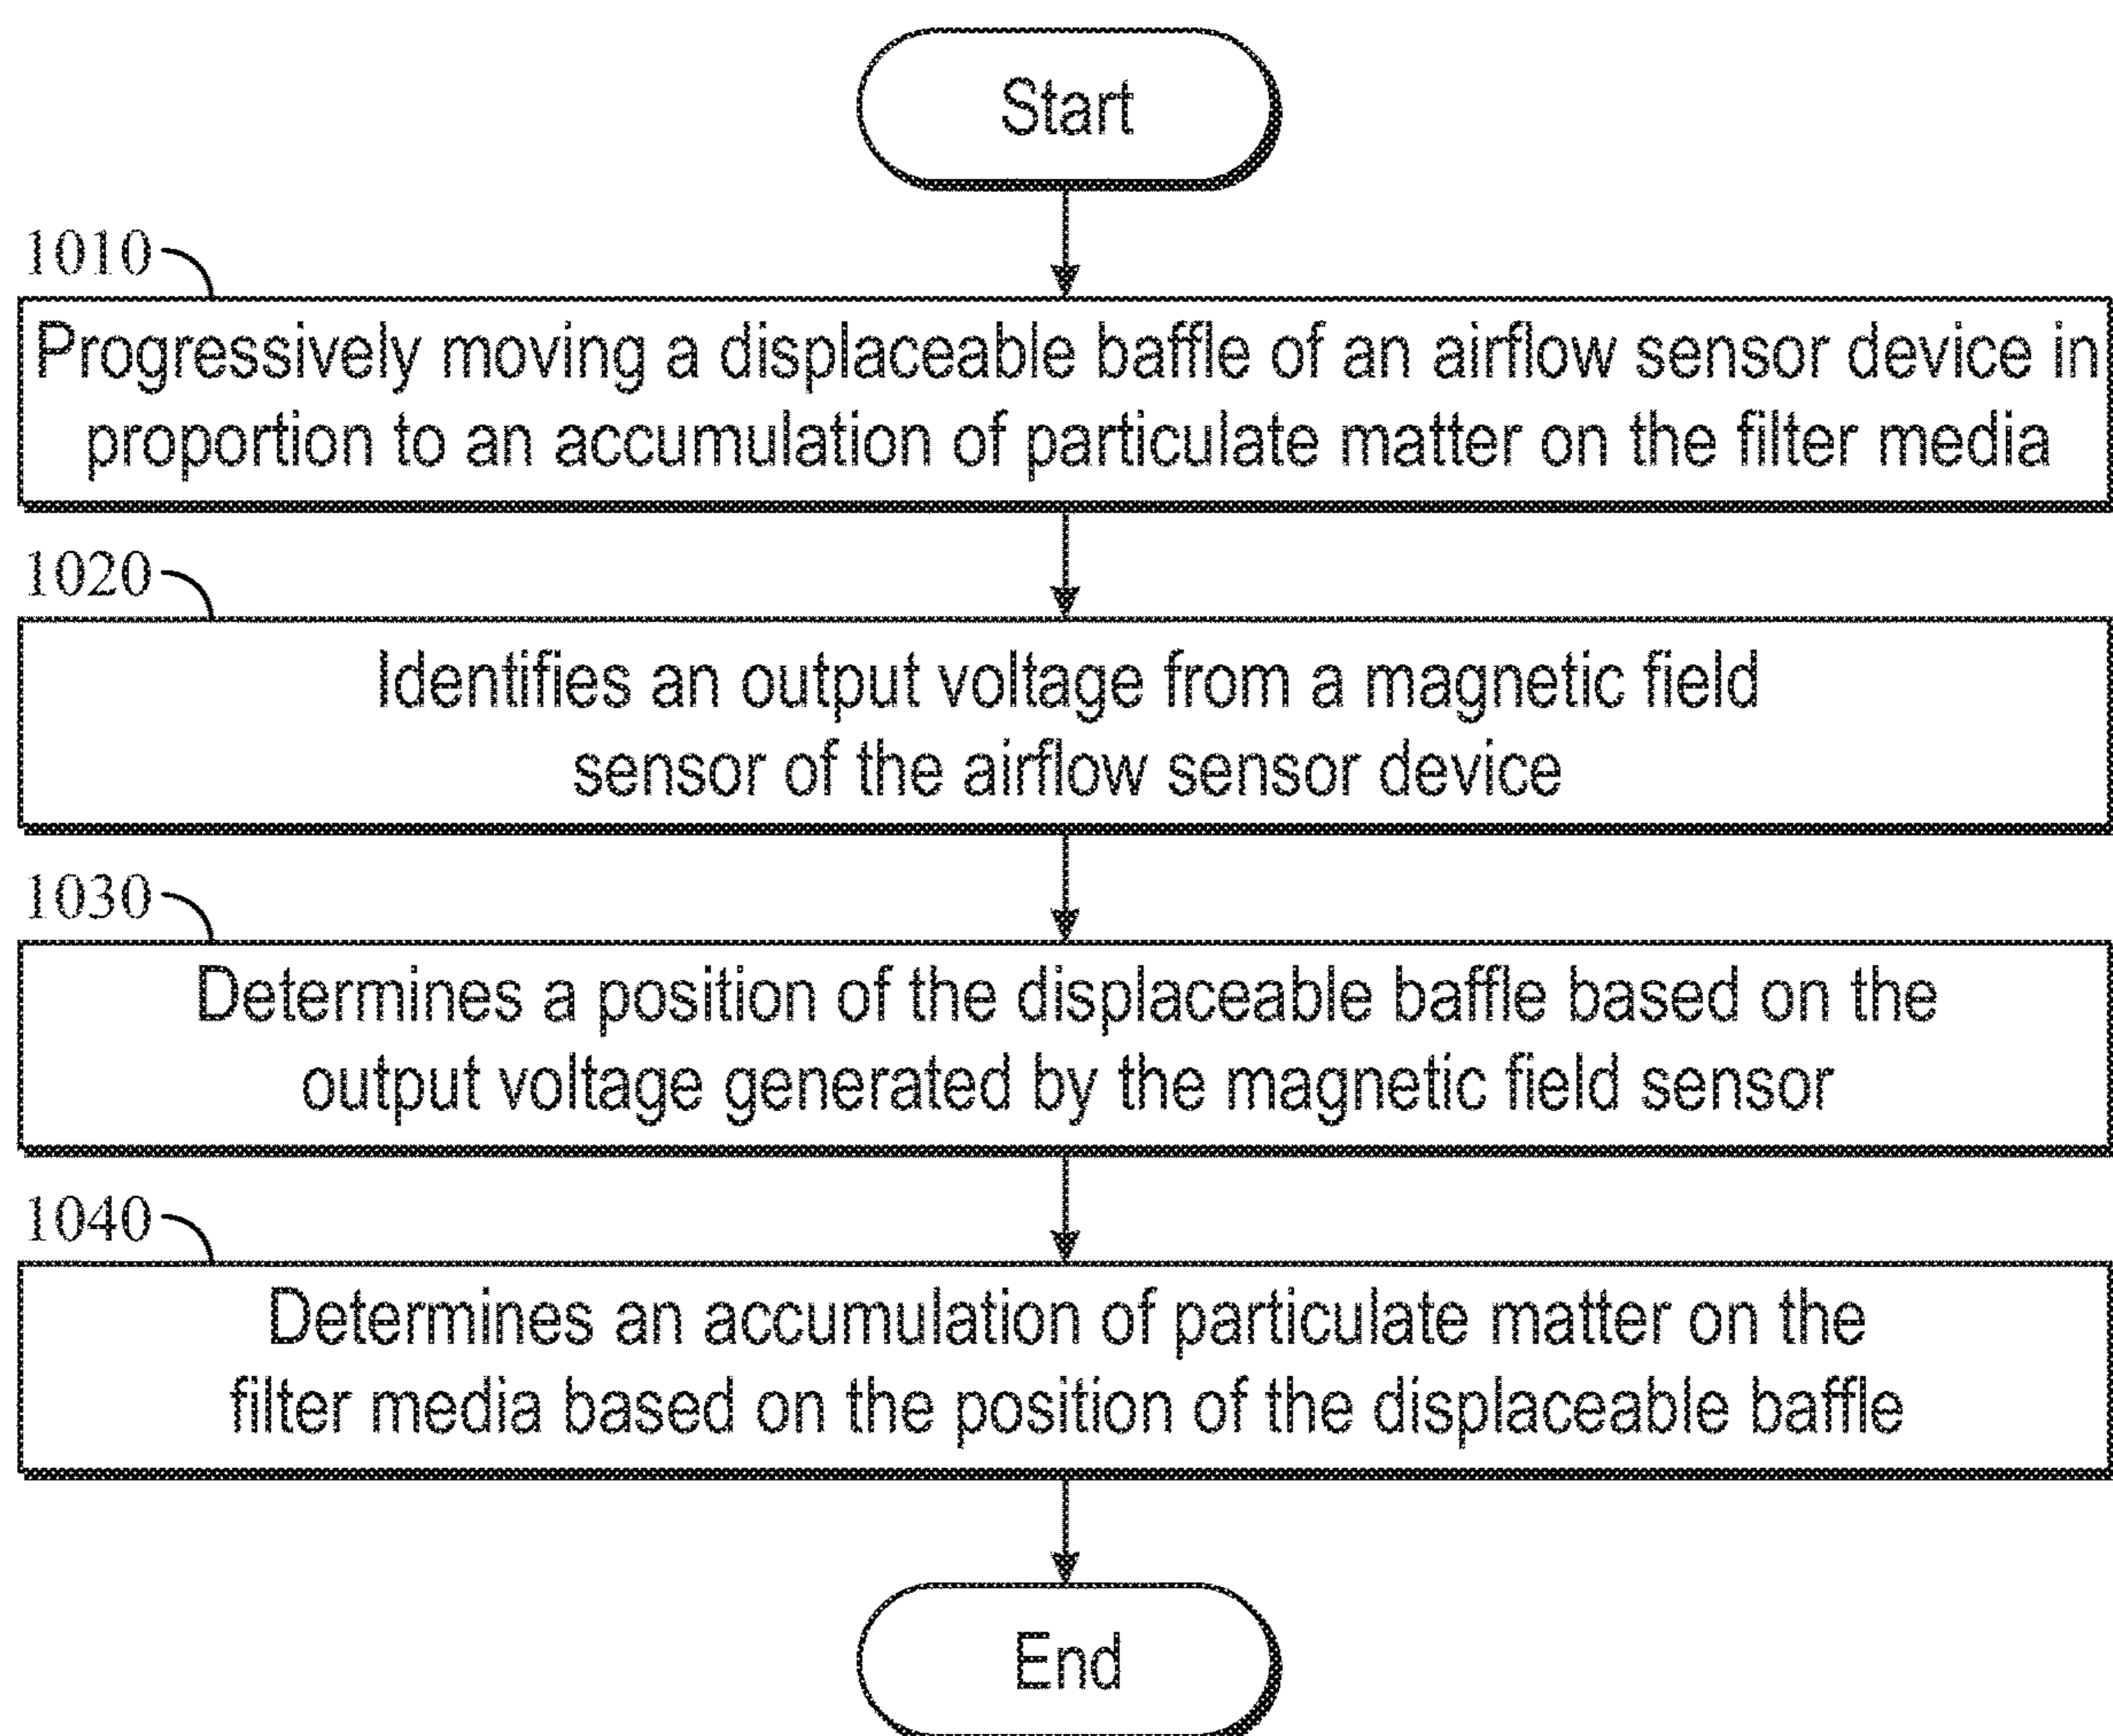 Start
1010
Progressively moving a displaceable baffle of an airflow sensor device in
proportion to an accumulation of particulate matter on the filter media
1020
Identifies an output voltage from a magnetic field
sensor of the airflow sensor device
1030
Determines a position of the displaceable baffle based on the
output voltage generated by the magnetic field sensor
1040
Determines an accumulation of particulate matter on the
filter media based on the position of the displaceable baffle
End